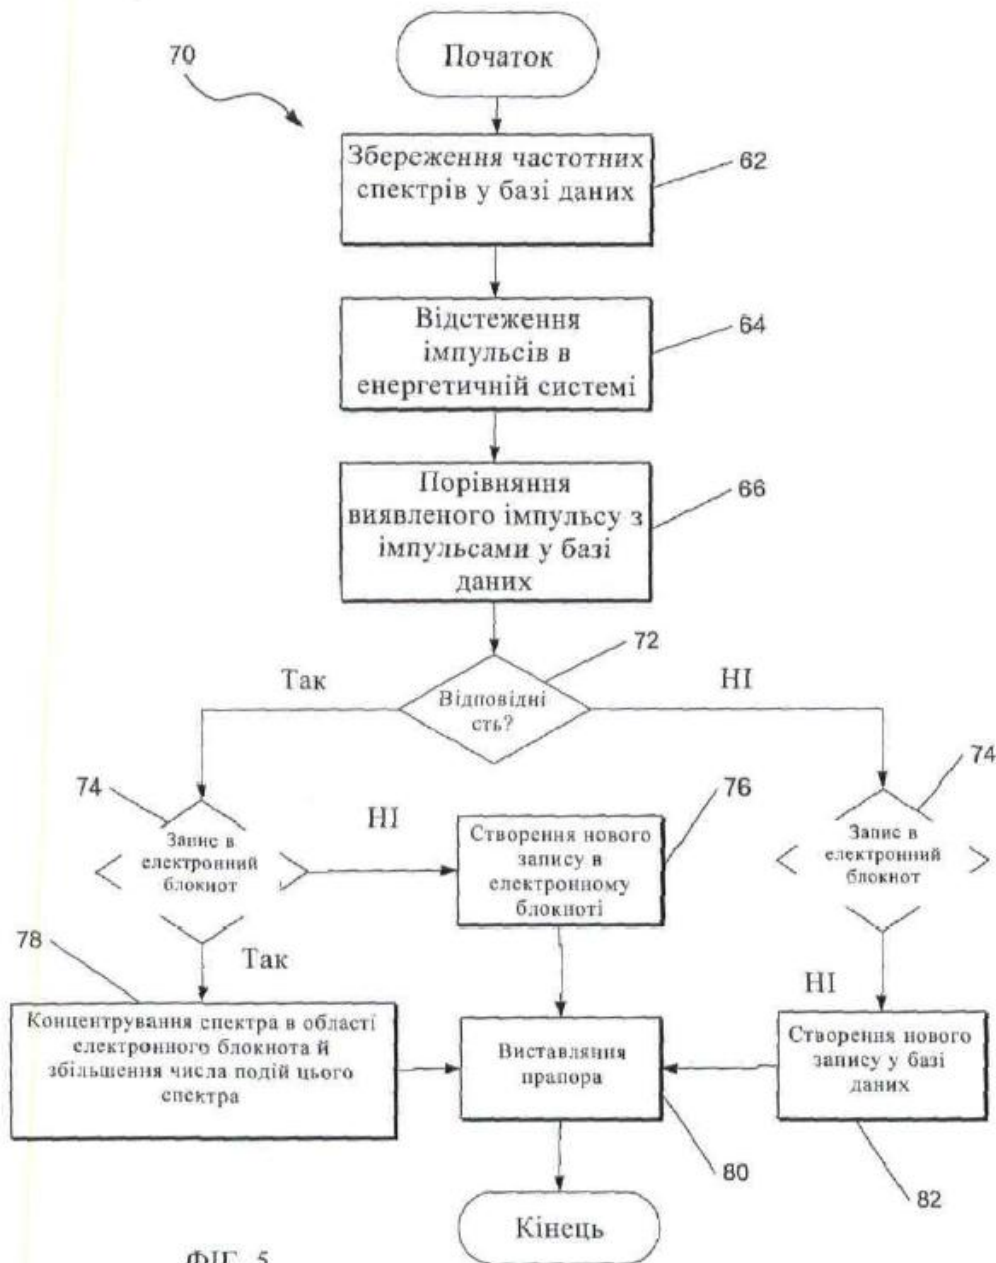 Початок
70
Збереження частотних
спектрів у базі даних
62
Відстеження
імпульсів в
енергетичній системі
64
Порівняння
виявленого імпульсу з
імпульсами у базі
даних
66
72
Так
НІ
Відповідні
сть?
74
Запис в
електронний
блокнот
НІ
Створення нового
запису в
електронному
блокноті
76
74
Запис в
електронний
блокнот
78
Так
НІ
Концентрування спектра в області
електронного блокнота й
збільшення числа подій цього
спектра
Виставляння
прапора
80
Створення нового
запису у базі
даних
82
Кінець
ФІГ. 5